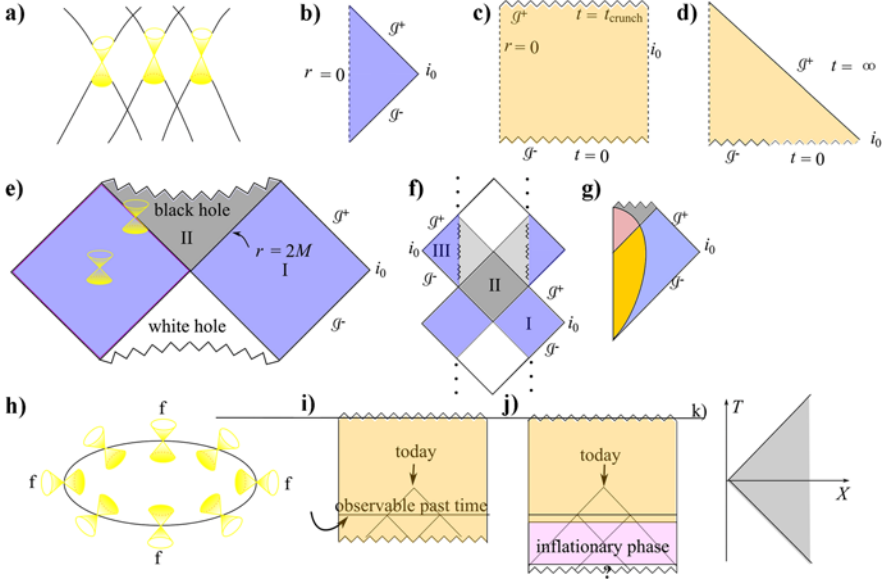 a)
b)
𝒥+
r = 0
i0
𝒥-
c)
𝒥+ t = tcrunch
r = 0
i0
𝒥- t = 0
d)
𝒥+
t = ∞
i0
𝒥- t = 0
e)
black hole
II
𝒥+
r = 2M
I
i0
white hole
𝒥-
f)
𝒥+
i0 III
𝒥-
II
𝒥+
I i0
𝒥-
g)
𝒥+
i0
𝒥-
h)
f
f f
f f
f f
f
i)
today
observable past time
j)
today
inflationary phase
?
k)
T
X